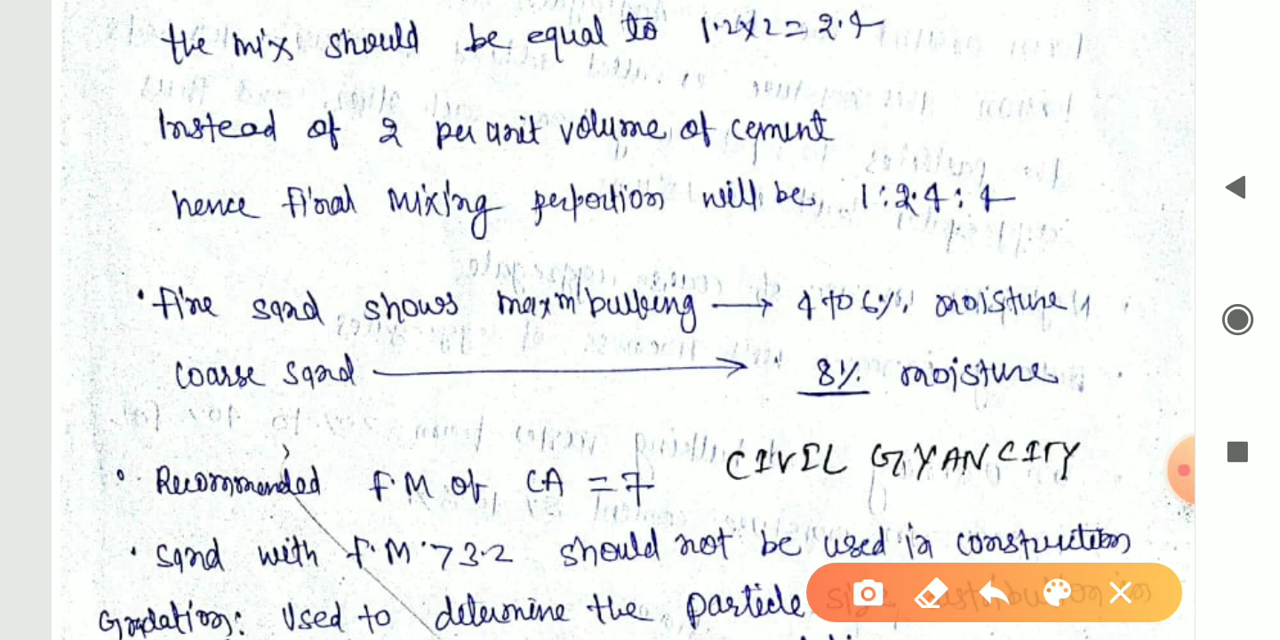 the mix should be equal to 1.2x2=2.4
Instead of 2 per unit volume of cement
hence final mixing perportion will be, 1:2.4:4
• fine sand shows maxm bulking → 4 to 6% moisture
coarse sand → 8% moisture
• Recommended F.M of CA = 7
CIVIL GYANCITY
• Sand with F.M > 3.2 should not be used in construction
Gradation: Used to determine the particle